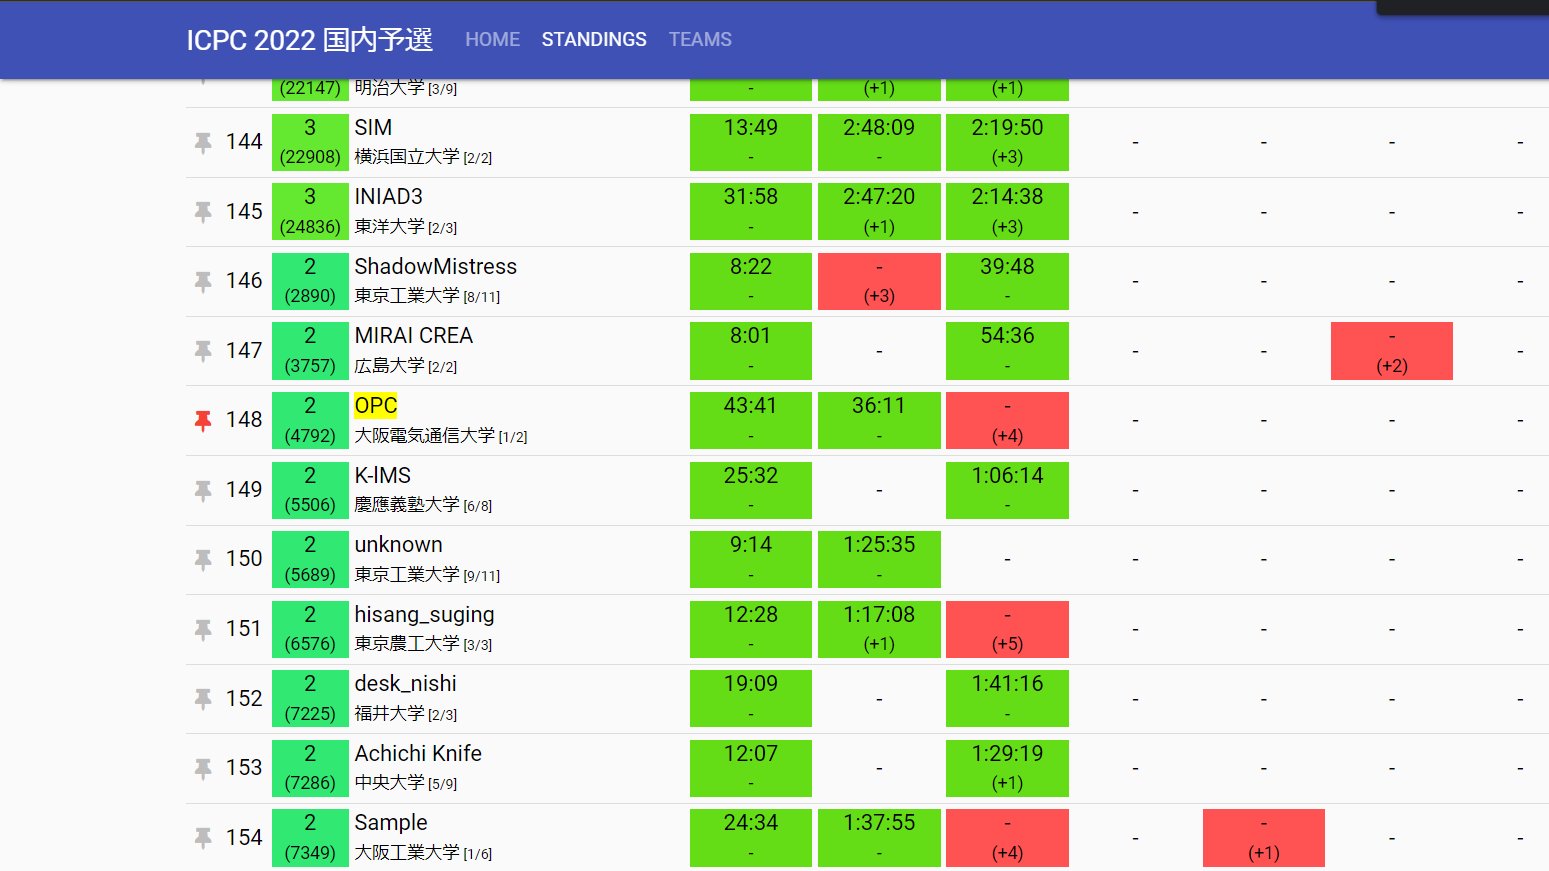 ICPC 2022 国内予選 HOME STANDINGS TEAMS
(22147) 明治大学 [3/9] - (+1) (+1)
144 3 SIM 13:49 2:48:09 2:19:50 - - - -
(22908) 横浜国立大学 [2/2] - - (+3)
145 3 INIAD3 31:58 2:47:20 2:14:38 - - - -
(24836) 東洋大学 [2/3] - (+1) (+3)
146 2 ShadowMistress 8:22 - 39:48 - - - -
(2890) 東京工業大学 [8/11] - (+3) -
147 2 MIRAI CREA 8:01 - 54:36 - - - -
(3757) 広島大学 [2/2] - - (+2)
148 2 OPC 43:41 36:11 - - - - -
(4792) 大阪電気通信大学 [1/2] - - (+4)
149 2 K-IMS 25:32 - 1:06:14 - - - -
(5506) 慶應義塾大学 [6/8] - -
150 2 unknown 9:14 1:25:35 - - - - -
(5689) 東京工業大学 [9/11] - -
151 2 hisang_suging 12:28 1:17:08 - - - - -
(6576) 東京農工大学 [3/3] - (+1) (+5)
152 2 desk_nishi 19:09 - 1:41:16 - - - -
(7225) 福井大学 [2/3] - -
153 2 Achichi Knife 12:07 - 1:29:19 - - - -
(7286) 中央大学 [5/9] - (+1)
154 2 Sample 24:34 1:37:55 - - - - -
(7349) 大阪工業大学 [1/6] - - (+4) (+1)